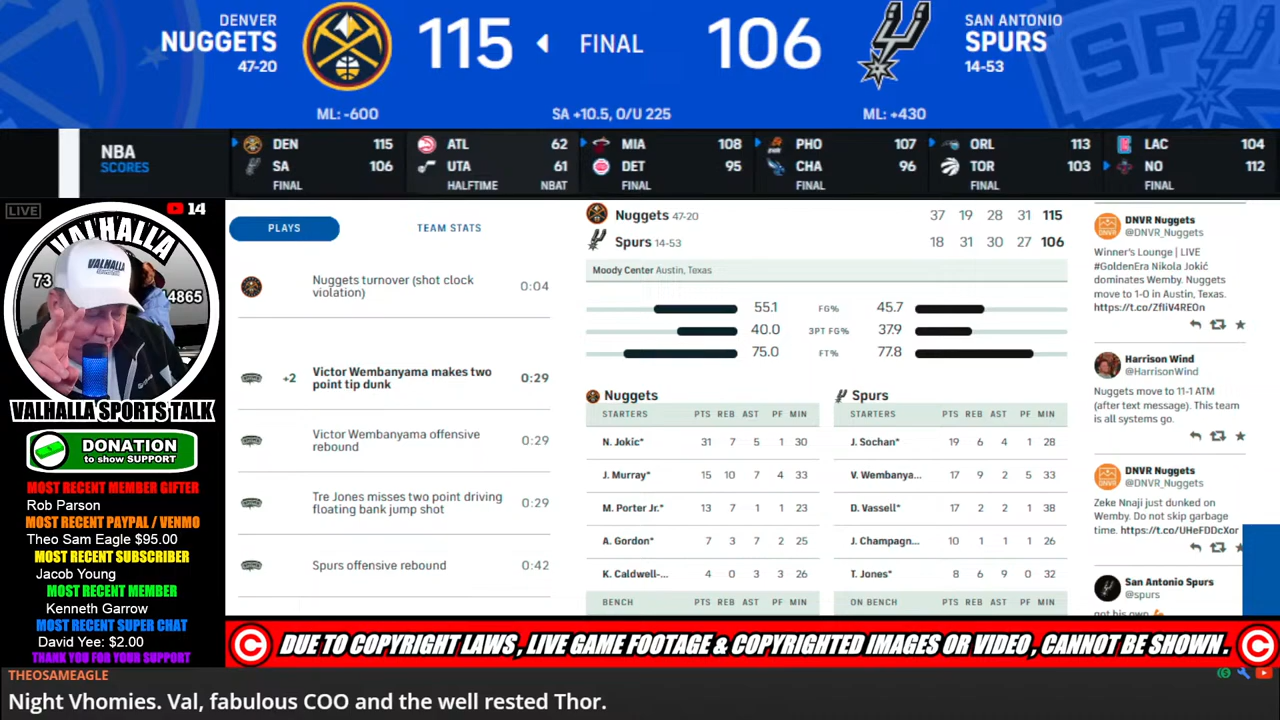 DENVER
NUGGETS
47-20
115
FINAL
106
SAN ANTONIO
SPURS
14-53
ML: -600
SA +10.5, O/U 225
ML: +430
NBA
SCORES
DEN 115
SA 106
FINAL
ATL 62
UTA 61
HALFTIME NBAT
MIA 108
DET 95
FINAL
PHO 107
CHA 96
FINAL
ORL 113
TOR 103
FINAL
LAC 104
NO 112
FINAL
LIVE
14
VALHALLA
VALHALLA
73
4865
VALHALLA SPORTS TALK
DONATION
to show SUPPORT
MOST RECENT MEMBER GIFTER
Rob Parson
MOST RECENT PAYPAL / VENMO
Theo Sam Eagle $95.00
MOST RECENT SUBSCRIBER
Jacob Young
MOST RECENT MEMBER
Kenneth Garrow
MOST RECENT SUPER CHAT
David Yee: $2.00
THANK YOU FOR YOUR SUPPORT
PLAYS TEAM STATS
Nuggets turnover (shot clock
violation)
0:04
+2 Victor Wembanyama makes two
point tip dunk
0:29
Victor Wembanyama offensive
rebound
0:29
Tre Jones misses two point driving
floating bank jump shot
0:29
Spurs offensive rebound 0:42
Nuggets 47-20 37 19 28 31 115
Spurs 14-53 18 31 30 27 106
Moody Center Austin, Texas
55.1 FG% 45.7
40.0 3PT FG% 37.9
75.0 FT% 77.8
Nuggets
STARTERS PTS REB AST PF MIN
N. Jokic* 31 7 5 1 30
J. Murray* 15 10 7 4 33
M. Porter Jr.* 13 7 1 1 23
A. Gordon* 7 3 7 2 25
K. Caldwell-... 4 0 3 3 26
BENCH PTS REB AST PF MIN
Spurs
STARTERS PTS REB AST PF MIN
J. Sochan* 19 6 4 1 28
V. Wembanya... 17 9 2 5 33
D. Vassell* 17 2 2 1 38
J. Champagn... 10 1 1 1 26
T. Jones* 8 6 9 0 32
ON BENCH PTS REB AST PF MIN
DNVR Nuggets
@DNVR_Nuggets
Winner's Lounge | LIVE
#GoldenEra Nikola Jokić
dominates Wemby. Nuggets
move to 1-0 in Austin, Texas.
https://t.co/ZfIiV4REOn
Harrison Wind
@HarrisonWind
Nuggets move to 11-1 ATM
(after text message). This team
is all systems go.
DNVR Nuggets
@DNVR_Nuggets
Zeke Nnaji just dunked on
Wemby. Do not skip garbage
time. https://t.co/UHeFDDcXor
San Antonio Spurs
@spurs
not his own
DUE TO COPYRIGHT LAWS , LIVE GAME FOOTAGE & COPYRIGHTED IMAGES OR VIDEO , CANNOT BE SHOWN .
THEOSAMEAGLE
Night Vhomies. Val, fabulous COO and the well rested Thor.